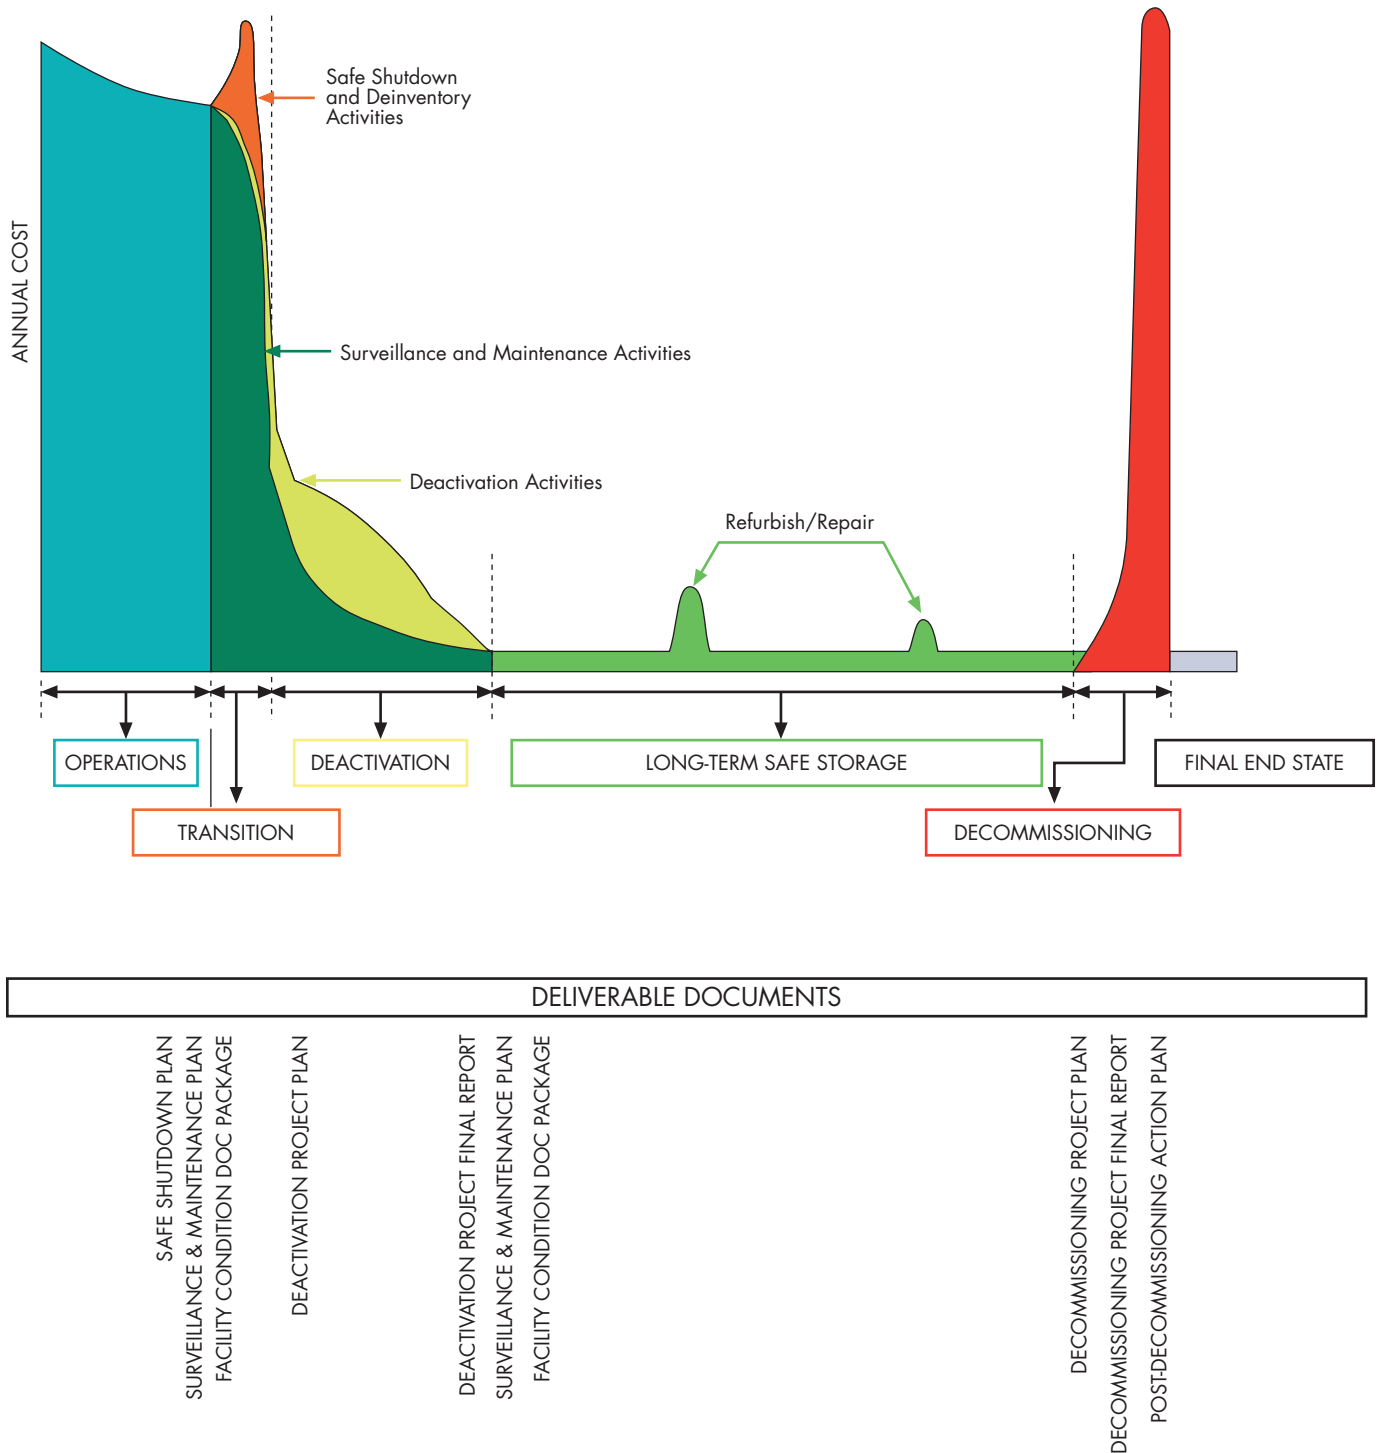 Safe Shutdown
and Deinventory
Activities
ANNUAL COST
Surveillance and Maintenance Activities
Deactivation Activities
Refurbish/Repair
OPERATIONS
DEACTIVATION
LONG-TERM SAFE STORAGE
FINAL END STATE
TRANSITION
DECOMMISSIONING
DELIVERABLE DOCUMENTS
SAFE SHUTDOWN PLAN
SURVEILLANCE & MAINTENANCE PLAN
FACILITY CONDITION DOC PACKAGE
DEACTIVATION PROJECT PLAN
DEACTIVATION PROJECT FINAL REPORT
SURVEILLANCE & MAINTENANCE PLAN
FACILITY CONDITION DOC PACKAGE
DECOMMISSIONING PROJECT PLAN
DECOMMISSIONING PROJECT FINAL REPORT
POST-DECOMMISSIONING ACTION PLAN